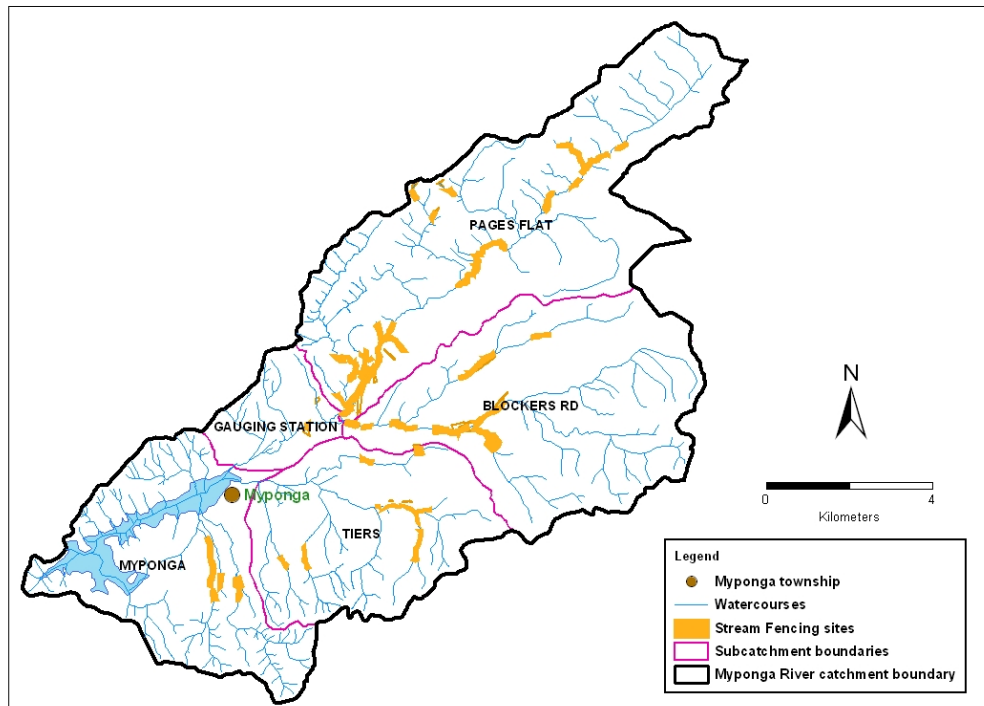 PAGES FLAT
BLOCKERS RD
GAUGING STATION
Myponga
TIERS
MYPONGA
N
0 4
Kilometers
Legend
Myponga township
Watercourses
Stream Fencing sites
Subcatchment boundaries
Myponga River catchment boundary